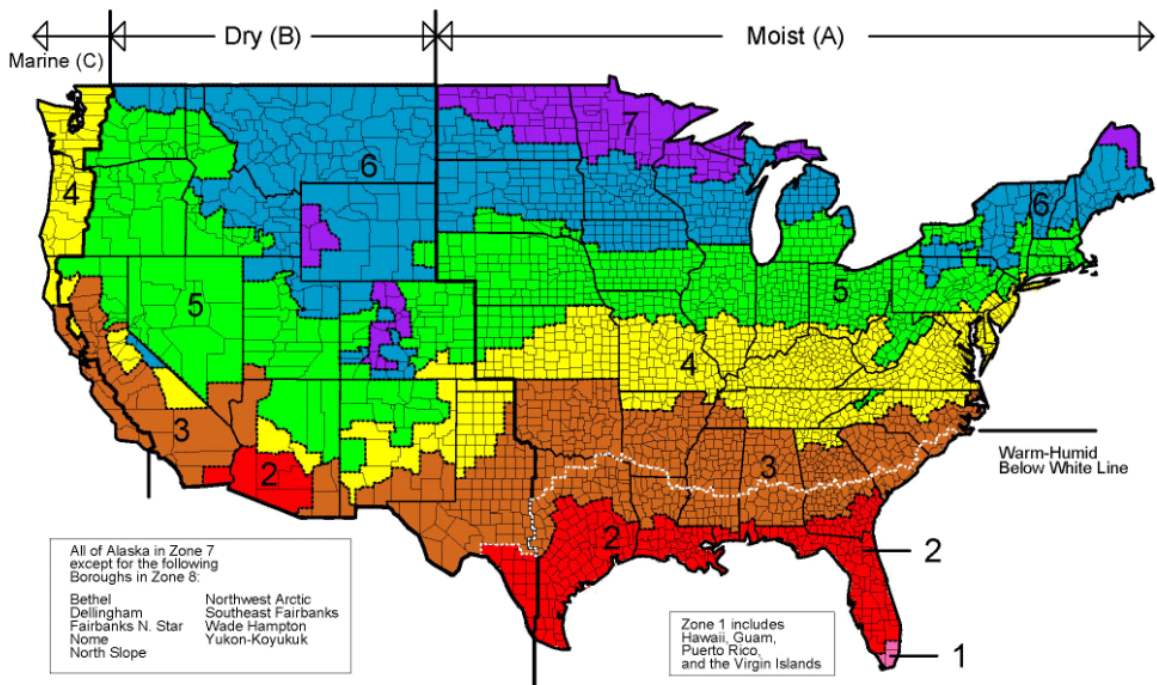 Marine (C)
Dry (B)
Moist (A)
7
6
4
6
5
5
4
3
3
2
2
Warm-Humid
Below White Line
2
1
All of Alaska in Zone 7
except for the following
Boroughs in Zone 8:
Bethel
Dellingham
Fairbanks N. Star
Nome
North Slope
Northwest Arctic
Southeast Fairbanks
Wade Hampton
Yukon-Koyukuk
Zone 1 includes
Hawaii, Guam,
Puerto Rico,
and the Virgin Islands